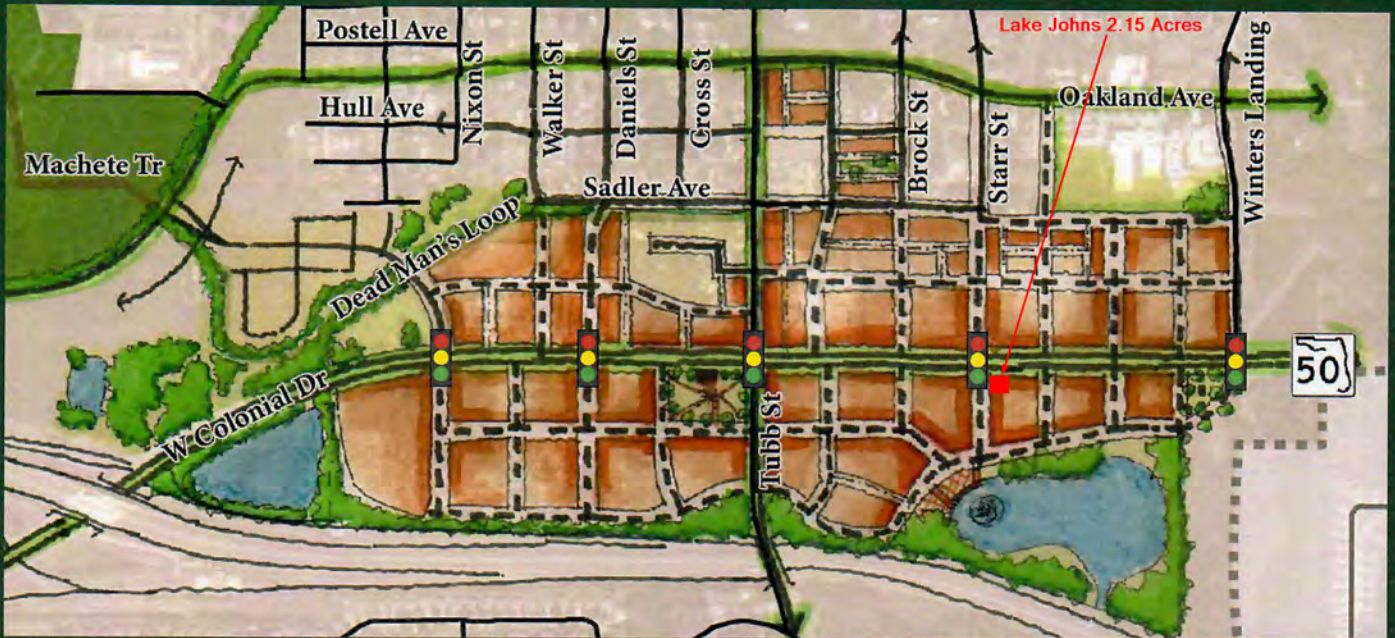 Lake Johns 2.15 Acres
Postell Ave
Nixon St
Walker St
Daniels St
Cross St
Hull Ave
Oakland Ave
Winters Landing
Brock St
Starr St
Machete Tr
Sadler Ave
Dead Man's Loop
50
W Colonial Dr
Tubb St